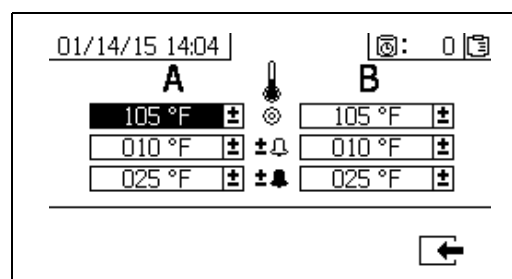 01/14/15 14:04 : 0
A B
105 °F ± 105 °F ±
010 °F ± ± 010 °F ±
025 °F ± ± 025 °F ±